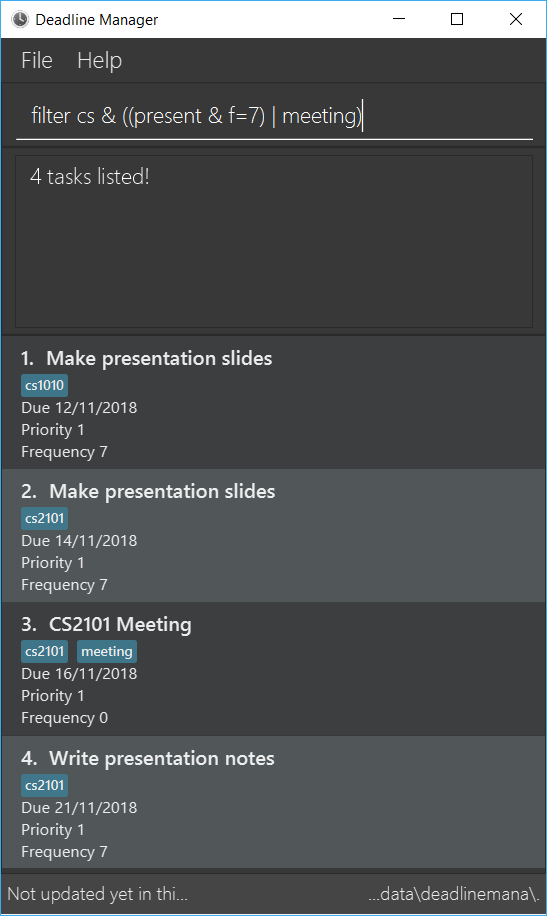 Deadline Manager
File Help
filter cs & ((present & f=7) | meeting)
4 tasks listed!
1. Make presentation slides
cs1010
Due 12/11/2018
Priority 1
Frequency 7
2. Make presentation slides
cs2101
Due 14/11/2018
Priority 1
Frequency 7
3. CS2101 Meeting
cs2101 meeting
Due 16/11/2018
Priority 1
Frequency 0
4. Write presentation notes
cs2101
Due 21/11/2018
Priority 1
Frequency 7
Not updated yet in thi... ...data\deadlinemana\.